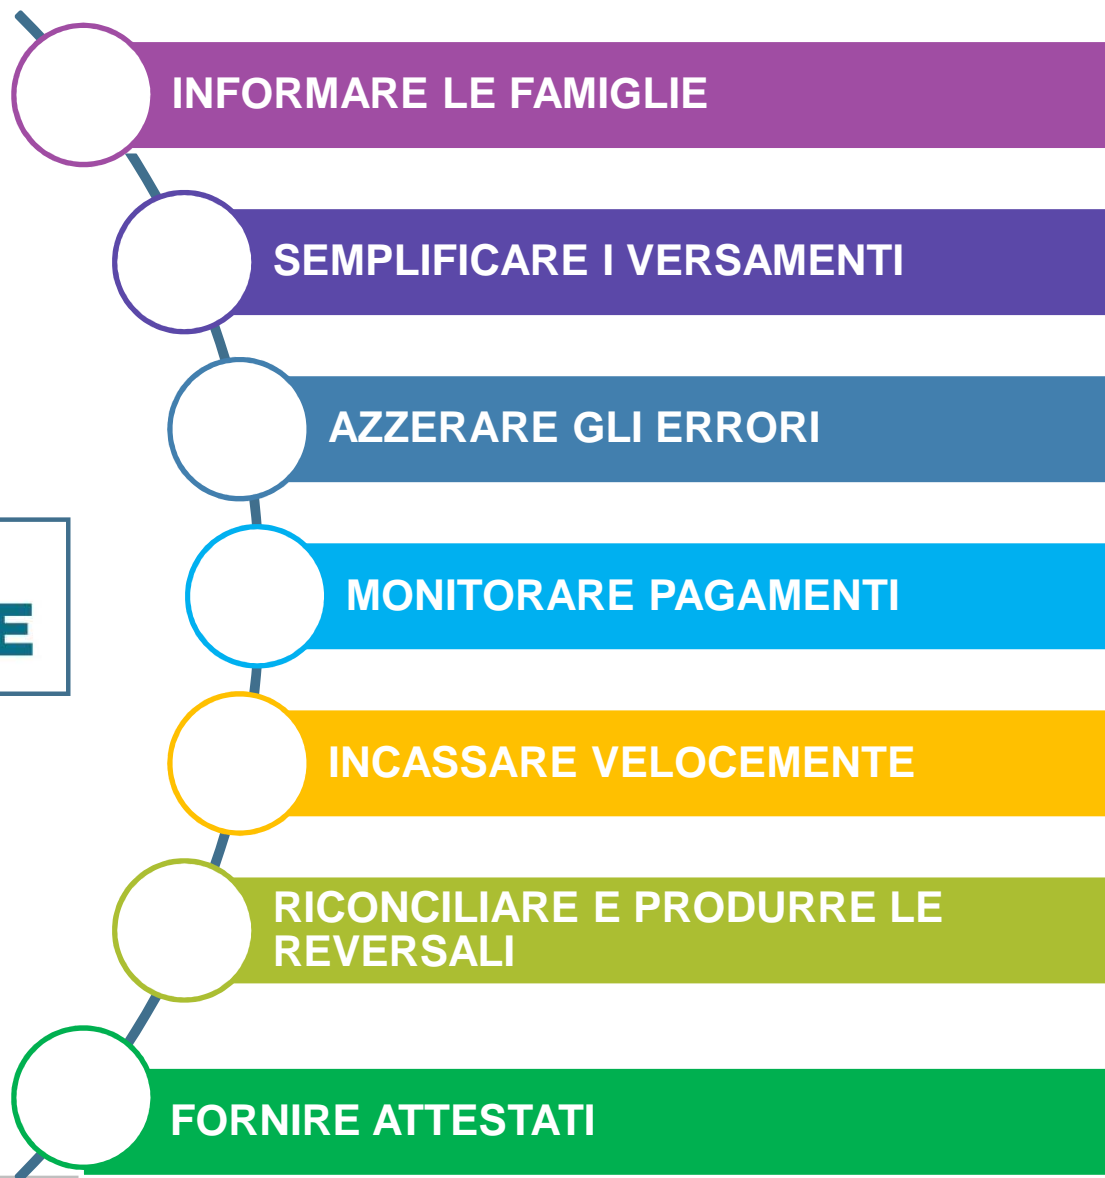 INFORMARE LE FAMIGLIE
SEMPLIFICARE I VERSAMENTI
AZZERARE GLI ERRORI
MONITORARE PAGAMENTI
E
INCASSARE VELOCEMENTE
RICONCILIARE E PRODURRE LE
REVERSALI
FORNIRE ATTESTATI